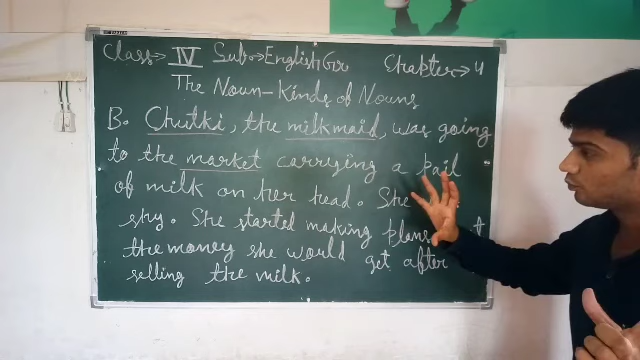 Class→ IV Sub→English Gr Chapter→4
The Noun-Kinds of Nouns
B. Chutki, the milkmaid, was going
to the market carrying a pail
of milk on her head. She
shy. She started making plans
the money she would get after
selling the milk.